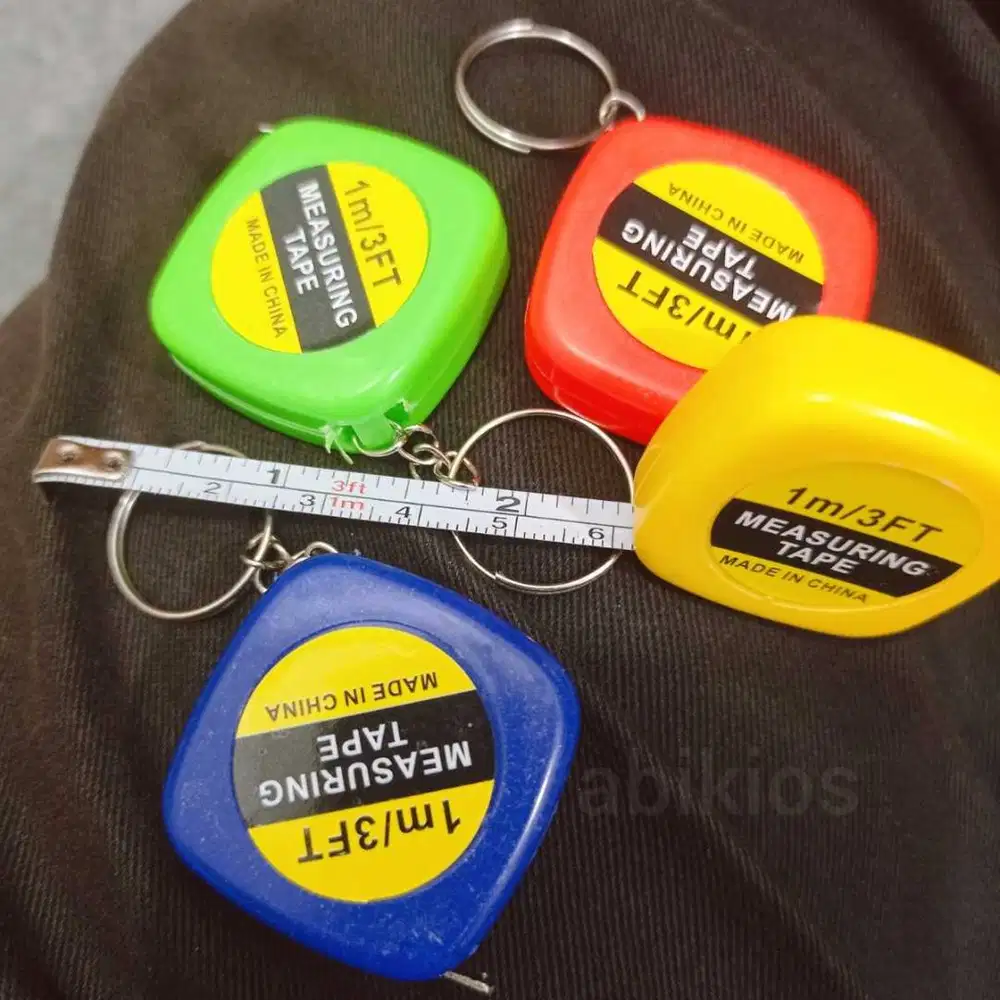 1m/3FT
MEASURING
TAPE
MADE IN CHINA
MADE IN CHINA
MEASURING
TAPE
1m/3FT
1 3ft 2
2 3 1m 4 5 6
1m/3FT
MEASURING
TAPE
MADE IN CHINA
MADE IN CHINA
MEASURING
TAPE
1m/3FT
abikios